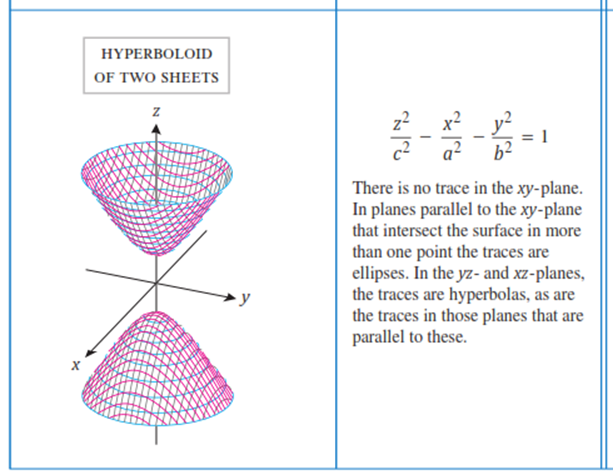 HYPERBOLOID
OF TWO SHEETS
z
y
x
z²/c² − x²/a² − y²/b² = 1
There is no trace in the xy-plane.
In planes parallel to the xy-plane
that intersect the surface in more
than one point the traces are
ellipses. In the yz- and xz-planes,
the traces are hyperbolas, as are
the traces in those planes that are
parallel to these.